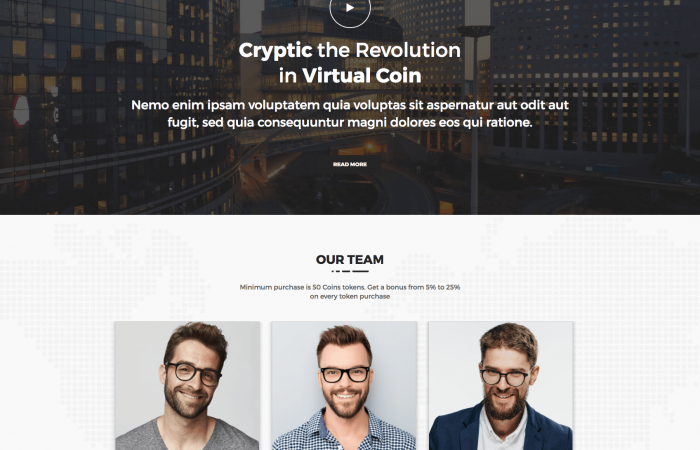 Cryptic the Revolution
in Virtual Coin
Nemo enim ipsam voluptatem quia voluptas sit aspernatur aut odit aut
fugit, sed quia consequuntur magni dolores eos qui ratione.
READ MORE
OUR TEAM
Minimum purchase is 50 Coins tokens. Get a bonus from 5% to 25%
on every token purchase